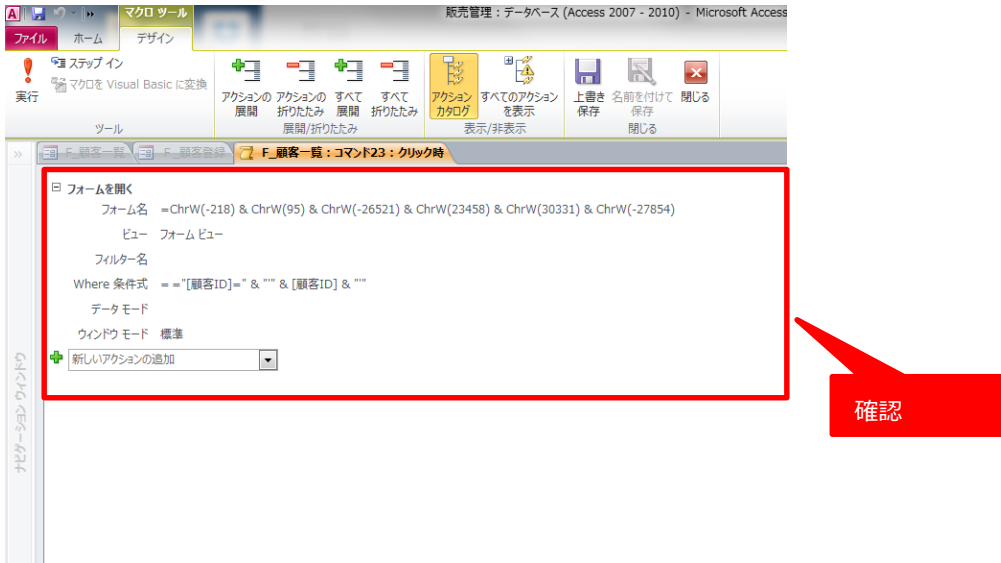 A マクロ ツール 販売管理：データベース (Access 2007 - 2010) - Microsoft Access
ファイル ホーム デザイン
実行
ステップ イン
マクロを Visual Basic に変換
ツール
アクションの展開 アクションの折りたたみ すべて展開 すべて折りたたみ
展開/折りたたみ
アクションカタログ すべてのアクションを表示
表示/非表示
上書き保存 名前を付けて保存 閉じる
閉じる
» F_顧客一覧 F_顧客登録 F_顧客一覧：コマンド23：クリック時
フォームを開く
フォーム名 =ChrW(-218) & ChrW(95) & ChrW(-26521) & ChrW(23458) & ChrW(30331) & ChrW(-27854)
ビュー フォーム ビュー
フィルター名
Where 条件式 = ="[顧客ID]=" & "'" & [顧客ID] & "'"
データ モード
ウィンドウ モード 標準
新しいアクションの追加
ナビゲーション ウィンドウ
確認